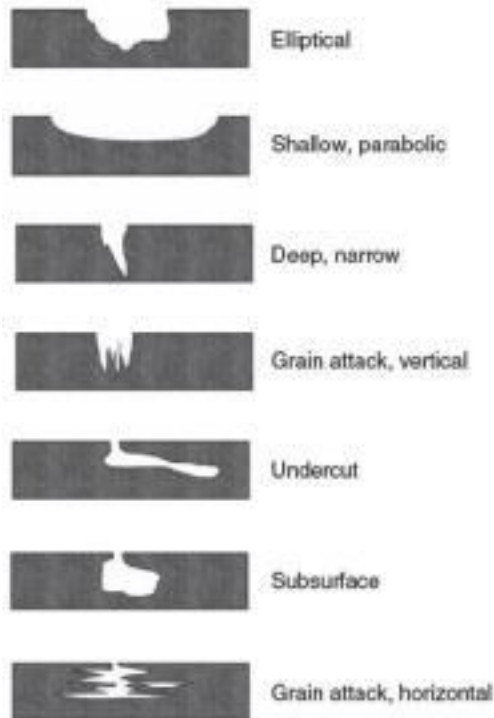 Elliptical
Shallow, parabolic
Deep, narrow
Grain attack, vertical
Undercut
Subsurface
Grain attack, horizontal